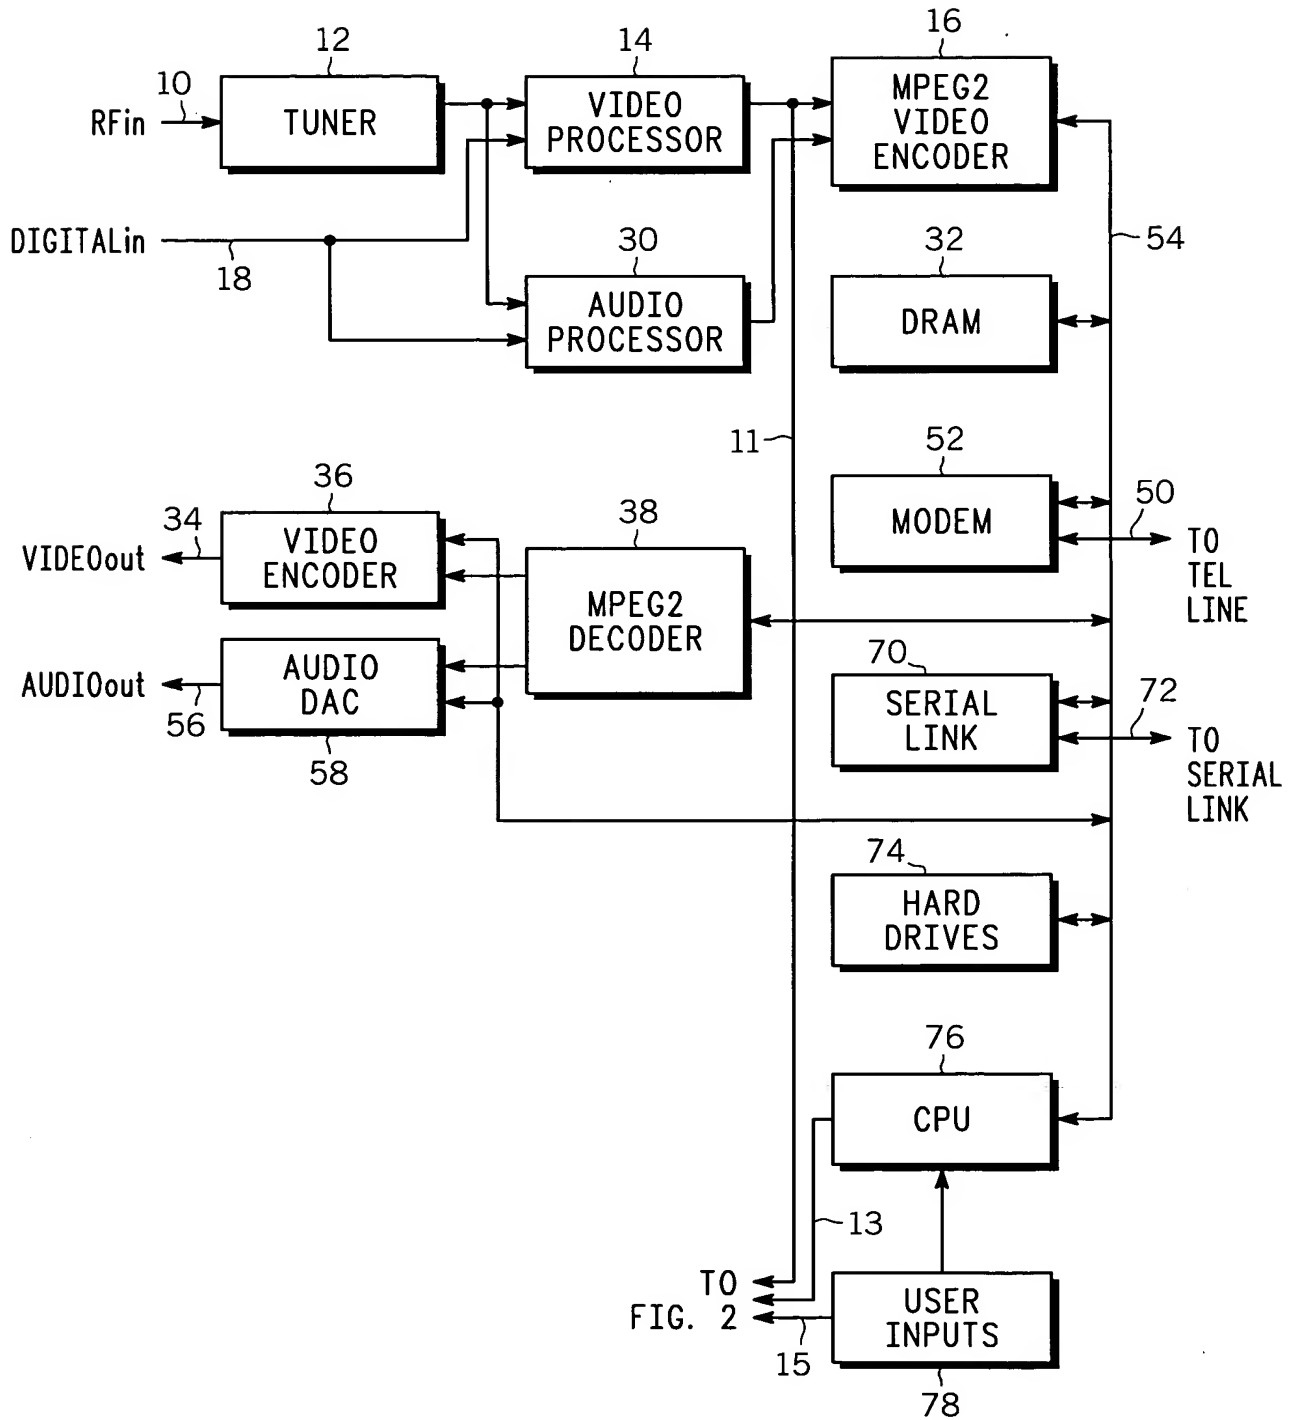 12
14
16
10
RFin
TUNER
VIDEO
PROCESSOR
MPEG2
VIDEO
ENCODER
DIGITALin
18
30
32
54
AUDIO
PROCESSOR
DRAM
11
52
36
38
50
34
VIDEOout
VIDEO
ENCODER
MODEM
TO
TEL
LINE
MPEG2
DECODER
AUDIOout
56
AUDIO
DAC
58
70
72
SERIAL
LINK
TO
SERIAL
LINK
74
HARD
DRIVES
76
CPU
13
TO
FIG. 2
15
USER
INPUTS
78